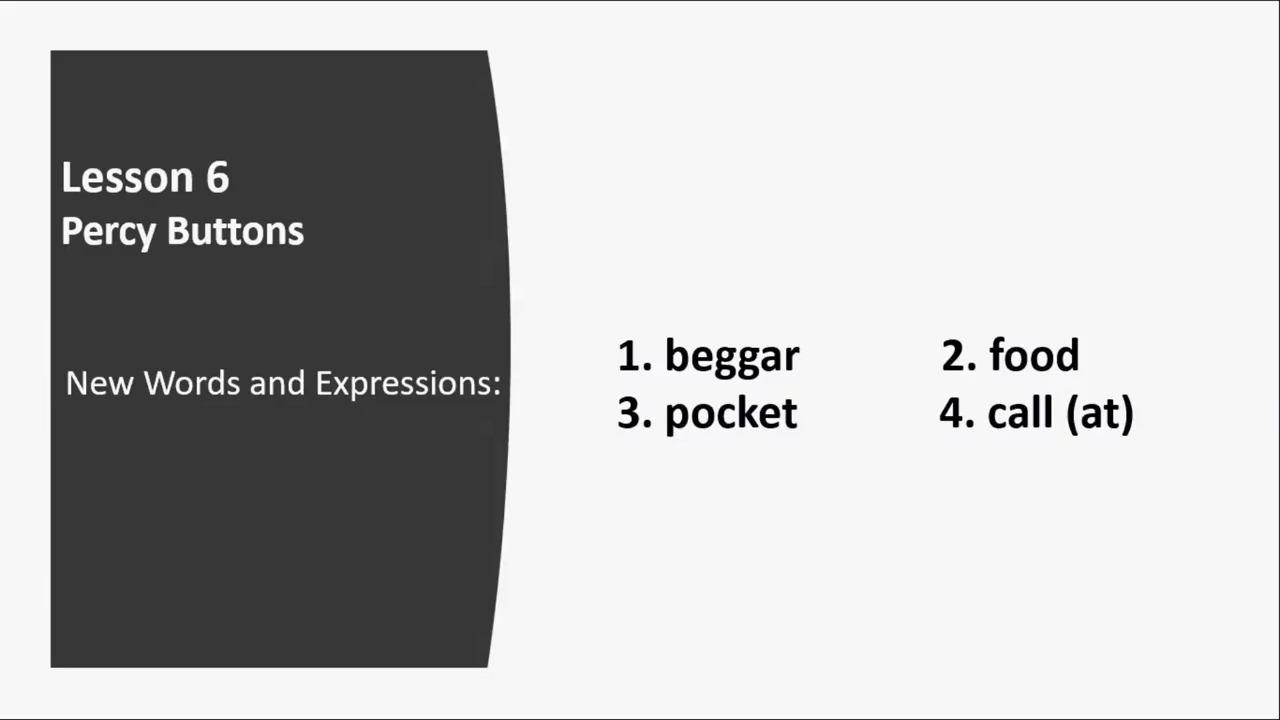 Lesson 6
Percy Buttons
New Words and Expressions:
1. beggar 2. food
3. pocket 4. call (at)